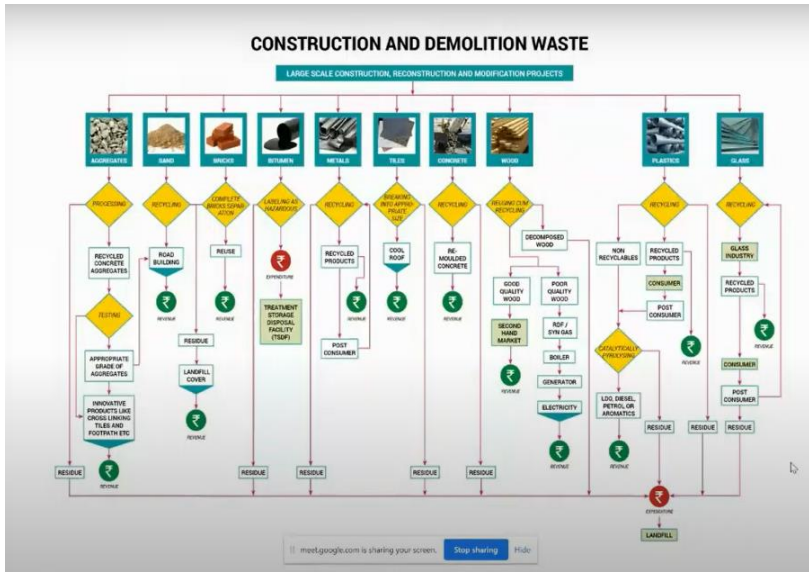 CONSTRUCTION AND DEMOLITION WASTE
LARGE SCALE CONSTRUCTION, RECONSTRUCTION AND MODIFICATION PROJECTS
AGGREGATES
SAND
BRICKS
BITUMEN
METALS
TILES
CONCRETE
WOOD
PLASTICS
GLASS
PROCESSING
RECYCLING
COMPLETE
BRICKS SEPAR-
ATION
LABELING AS
HAZARDOUS
RECYCLING
BREAKING
INTO APPRO-
PRIATE
SIZE
RECYCLING
REUSING CUM
RECYCLING
RECYCLING
RECYCLING
DECOMPOSED
WOOD
RECYCLED
CONCRETE
AGGREGATES
ROAD
BUILDING
REUSE
₹
EXPENDITURE
RECYCLED
PRODUCTS
COOL
ROOF
RE-
MOULDED
CONCRETE
NON
RECYCLABLES
RECYCLED
PRODUCTS
GLASS
INDUSTRY
GOOD
QUALITY
WOOD
POOR
QUALITY
WOOD
CONSUMER
RECYCLED
PRODUCTS
₹
REVENUE
₹
REVENUE
₹
REVENUE
₹
REVENUE
₹
REVENUE
TESTING
TREATMENT
STORAGE
DISPOSAL
FACILITY
(TSDF)
POST
CONSUMER
SECOND
HAND
MARKET
RDF /
SYN GAS
POST
CONSUMER
₹
REVENUE
₹
REVENUE
RESIDUE
CATALYTICALLY
PYROLYSING
APPROPRIATE
GRADE OF
AGGREGATES
BOILER
CONSUMER
LANDFILL
COVER
₹
REVENUE
GENERATOR
POST
CONSUMER
INNOVATIVE
PRODUCTS LIKE
CROSS LINKING
TILES AND
FOOTPATH ETC
ELECTRICITY
LDO, DIESEL,
PETROL OR
AROMATICS
₹
REVENUE
RESIDUE
RESIDUE
RESIDUE
₹
REVENUE
₹
REVENUE
RESIDUE
₹
REVENUE
RESIDUE
RESIDUE
RESIDUE
RESIDUE
₹
EXPENDITURE
LANDFILL
meet.google.com is sharing your screen.
Stop sharing
Hide